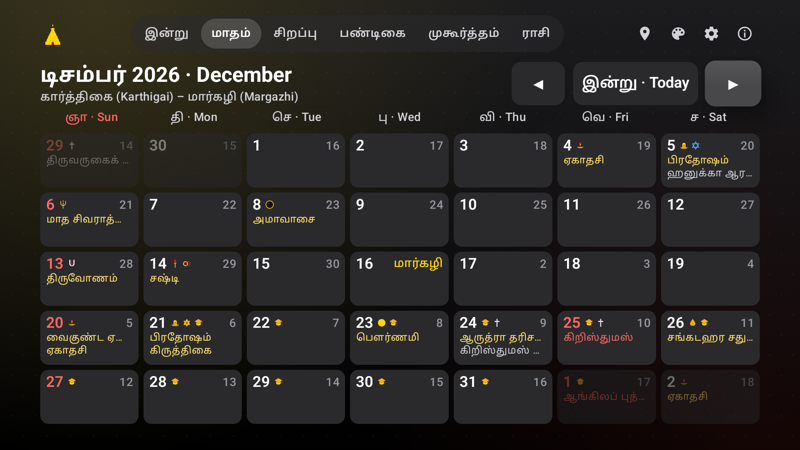 இன்று மாதம் சிறப்பு பண்டிகை முகூர்த்தம் ராசி
டிசம்பர் 2026 · December
கார்த்திகை (Karthigai) – மார்கழி (Margazhi)
◀ இன்று · Today ▶
ஞா · Sun தி · Mon செ · Tue பு · Wed வி · Thu வெ · Fri ச · Sat
29 14 30 15 1 16 2 17 3 18 4 19 5 20
திருவருகைக் ... ஏகாதசி பிரதோஷம்
ஹனுக்கா ஆர...
6 21 7 22 8 23 9 24 10 25 11 26 12 27
மாத சிவராத்... அமாவாசை
13 28 14 29 15 30 16 மார்கழி 17 2 18 3 19 4
திருவோணம் சஷ்டி
20 5 21 6 22 7 23 8 24 9 25 10 26 11
வைகுண்ட ஏ... பிரதோஷம் பௌர்ணமி ஆருத்ரா தரிச... கிறிஸ்துமஸ் சங்கடஹர சது...
ஏகாதசி கிருத்திகை கிறிஸ்துமஸ் ...
27 12 28 13 29 14 30 15 31 16 1 17 2 18
ஆங்கிலப் புத்... ஏகாதசி